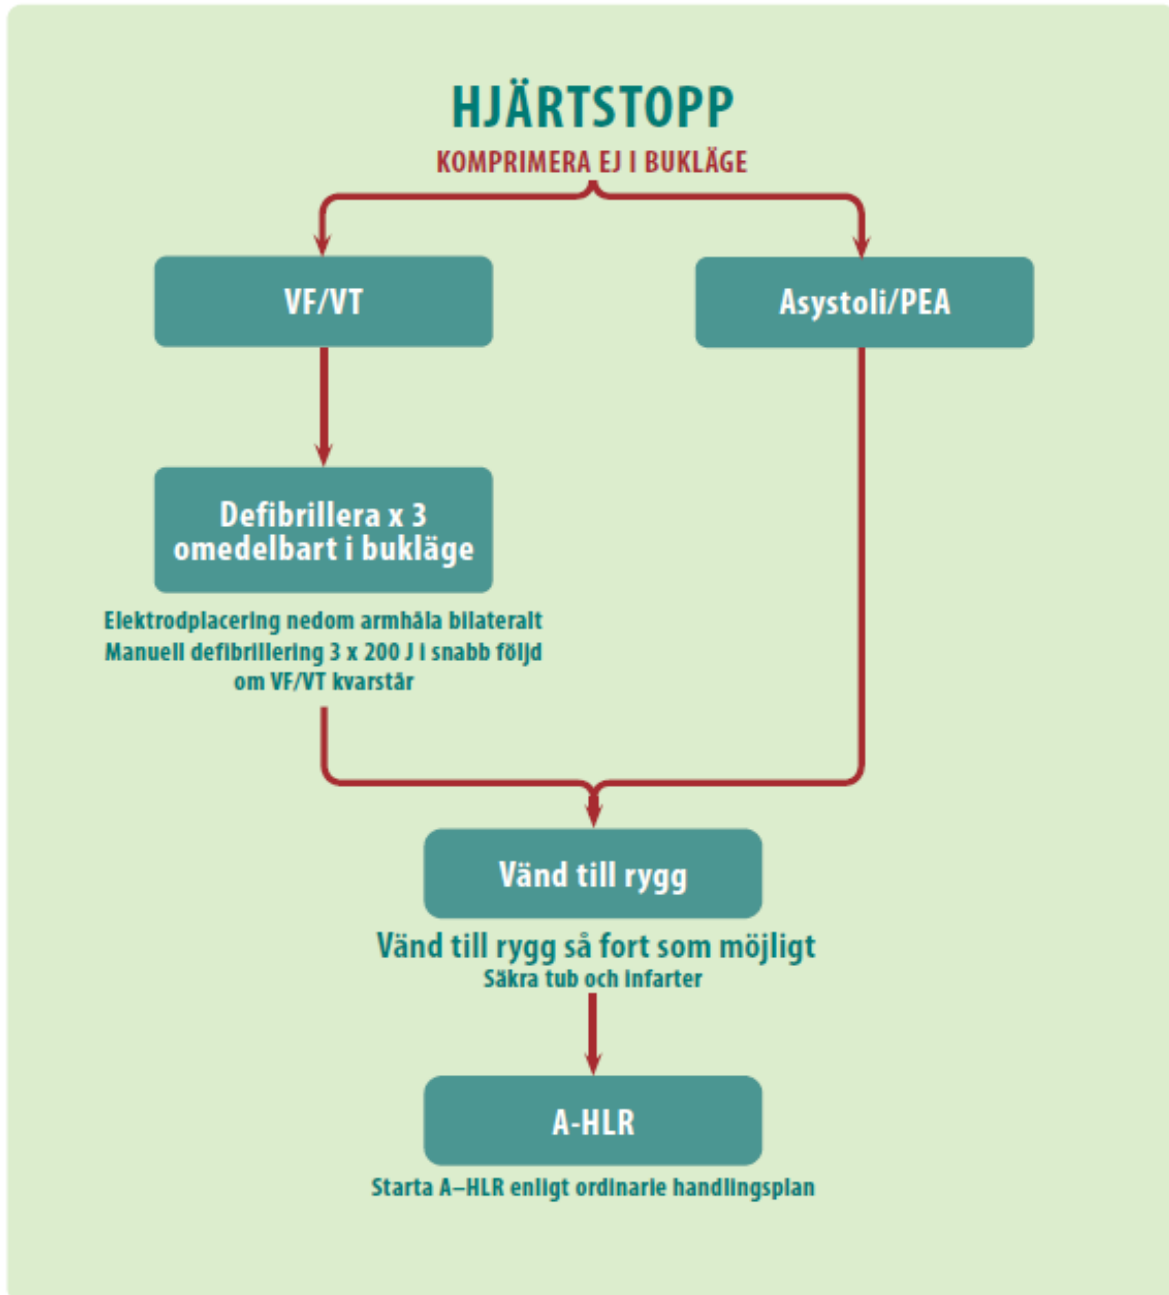 HJÄRTSTOPP
KOMPRIMERA EJ I BUKLÄGE
VF/VT
Asystoli/PEA
Defibrillera x 3
omedelbart i bukläge
Elektrodplacering nedom armhåla bilateralt
Manuell defibrillering 3 x 200 J i snabb följd
om VF/VT kvarstår
Vänd till rygg
Vänd till rygg så fort som möjligt
Säkra tub och infarter
A-HLR
Starta A–HLR enligt ordinarie handlingsplan